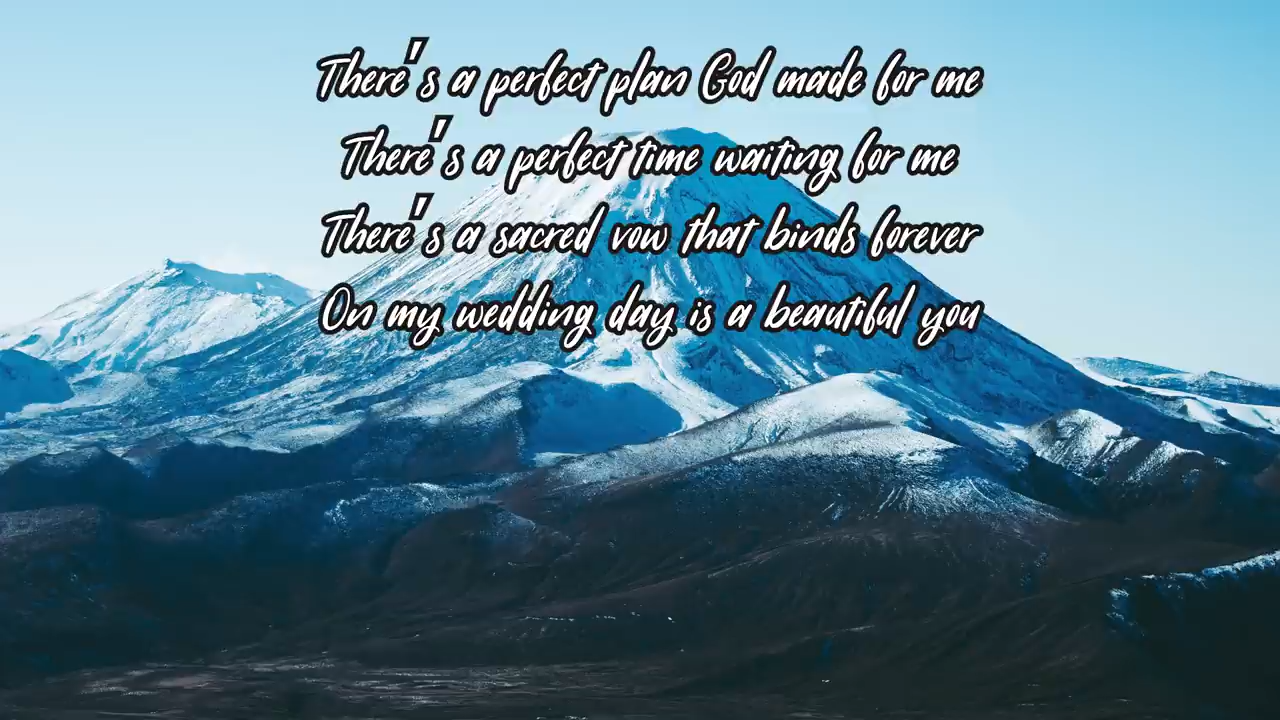 There's a perfect plan God made for me
There's a perfect time waiting for me
There's a sacred vow that binds forever
On my wedding day is a beautiful you